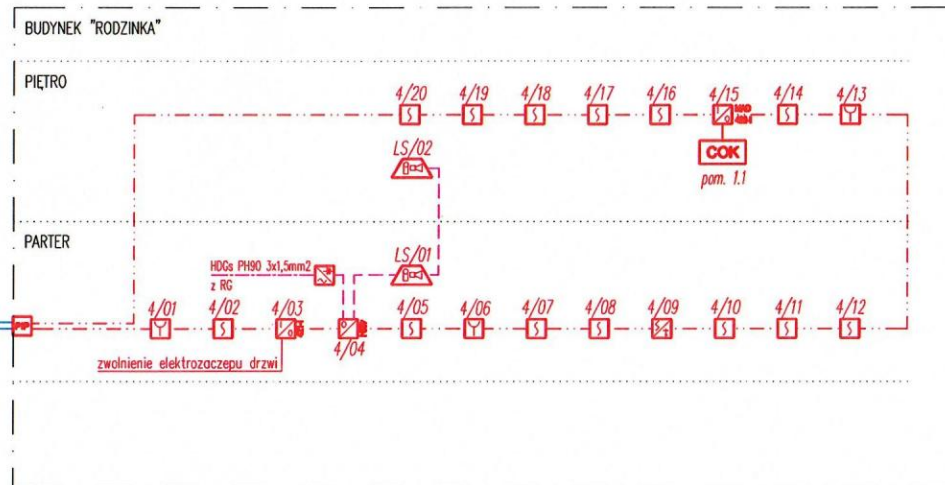 BUDYNEK "RODZINKA"
PIĘTRO
4/20 4/19 4/18 4/17 4/16 4/15 4/14 4/13
LS/02
COK
pom. 1.1
PARTER
LS/01
HDGs PH90 3x1,5mm2
z RG
PIP
4/01 4/02 4/03 4/05 4/06 4/07 4/08 4/09 4/10 4/11 4/12
4/04
zwolnienie elektrozaczepu drzwi